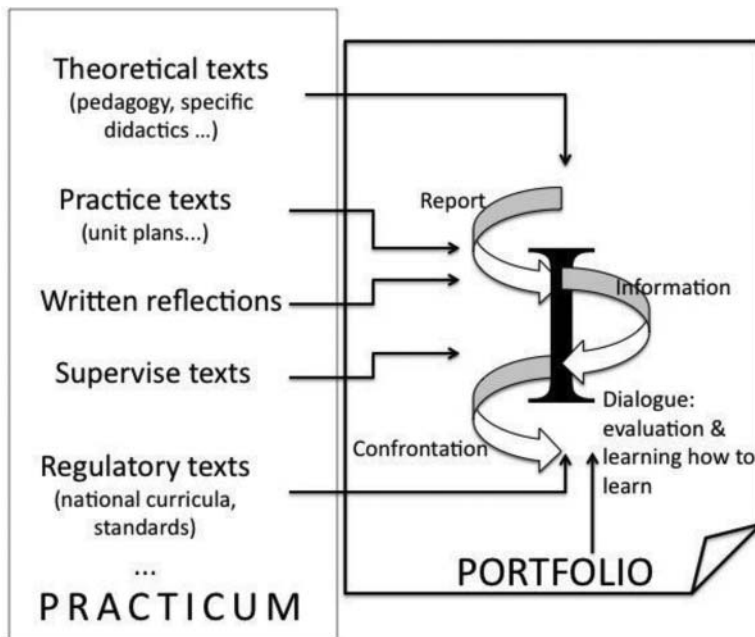 Theoretical texts
(pedagogy, specific
didactics ...)
Practice texts
(unit plans...)
Written reflections
Supervise texts
Regulatory texts
(national curricula,
standards)
...
PRACTICUM
Report
I
Information
Confrontation
Dialogue:
evaluation &
learning how to
learn
PORTFOLIO